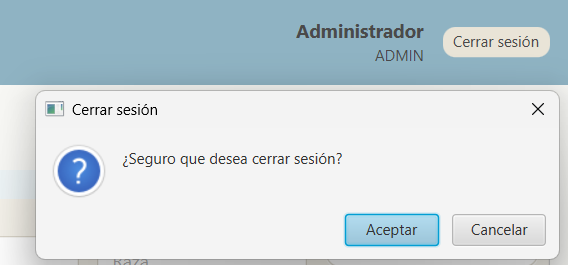 Administrador
ADMIN
Cerrar sesión
Cerrar sesión
¿Seguro que desea cerrar sesión?
Aceptar
Cancelar
Raza